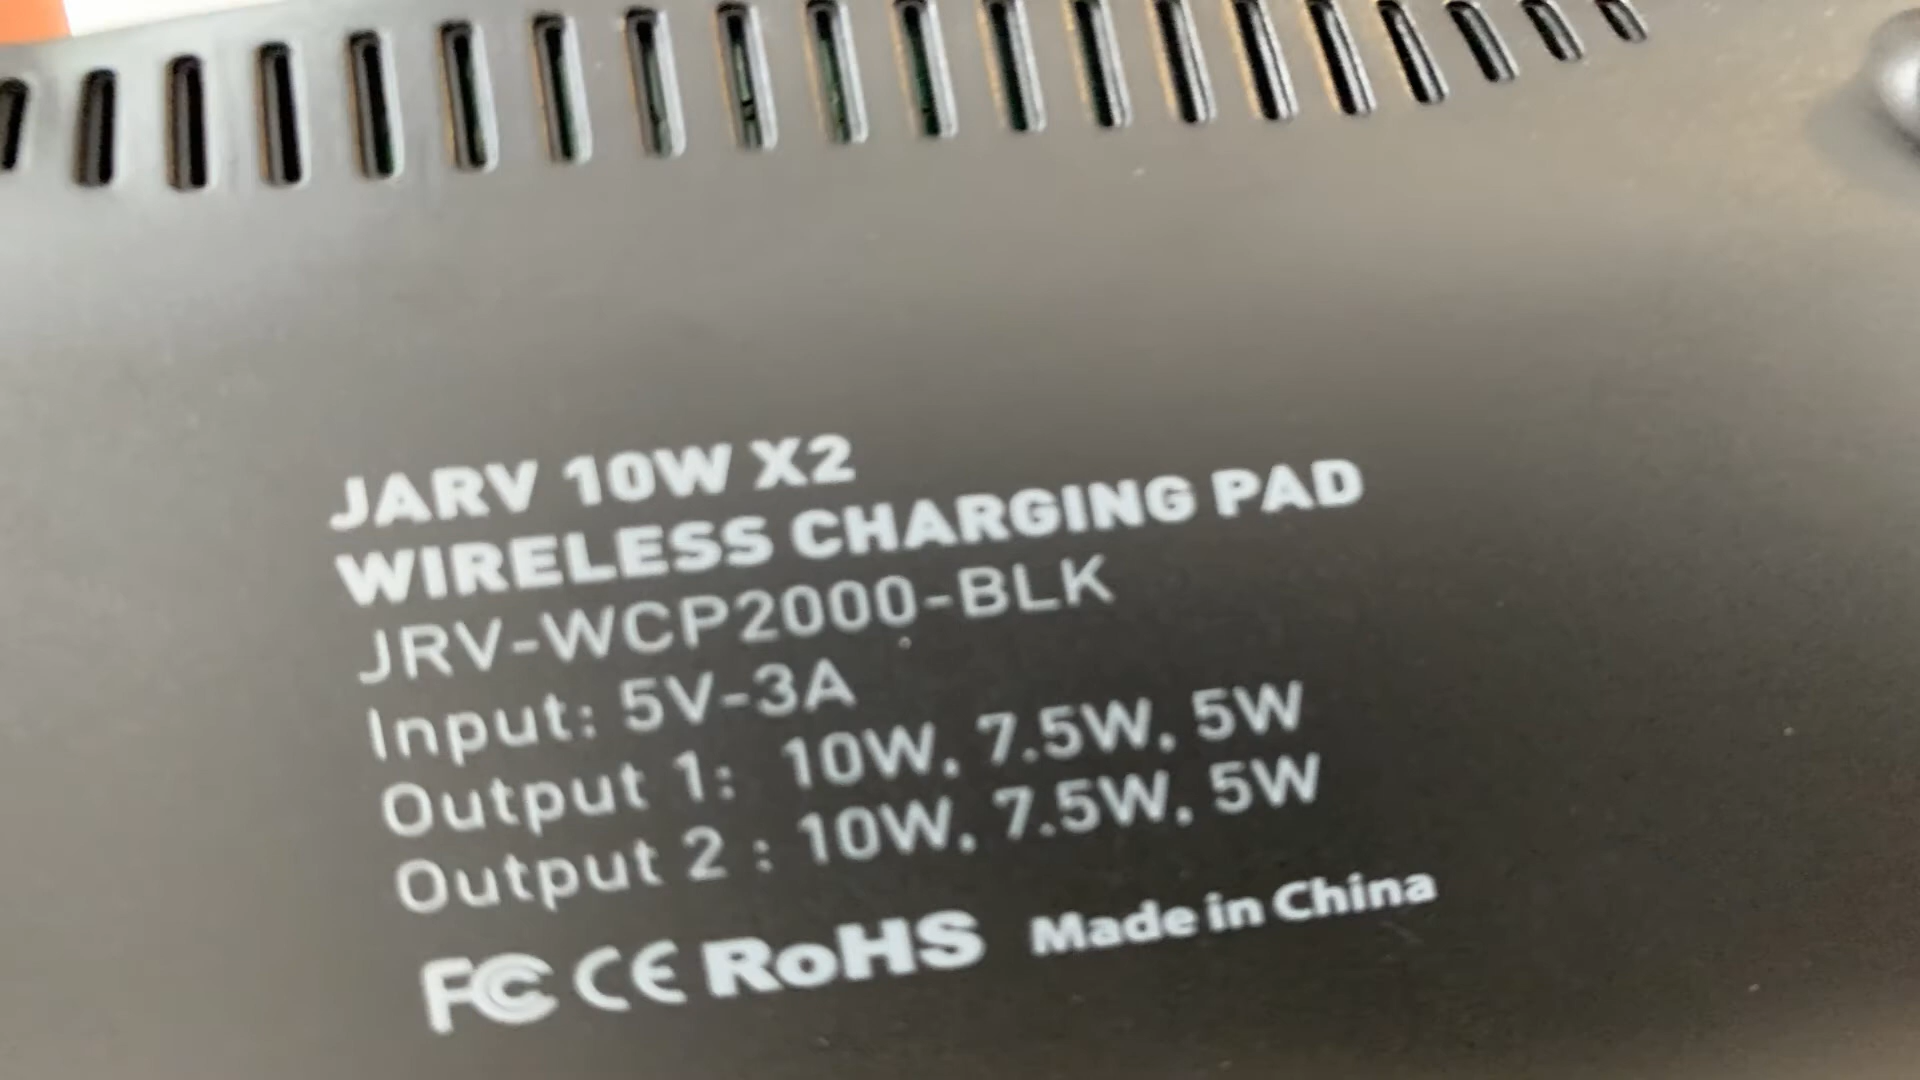 JARV 10W X2
WIRELESS CHARGING PAD
JRV-WCP2000-BLK
Input: 5V-3A
Output 1: 10W, 7.5W, 5W
Output 2 : 10W, 7.5W, 5W
FC CE RoHS Made in China